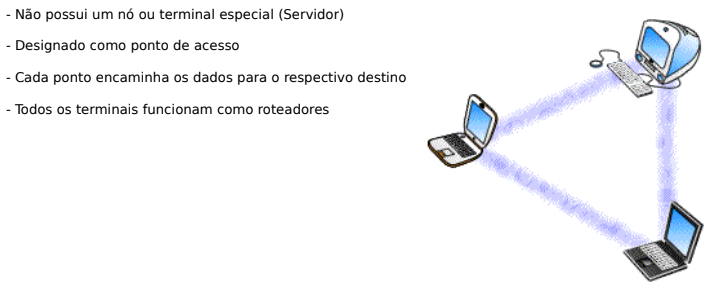 - Não possui um nó ou terminal especial (Servidor)
- Designado como ponto de acesso
- Cada ponto encaminha os dados para o respectivo destino
- Todos os terminais funcionam como roteadores